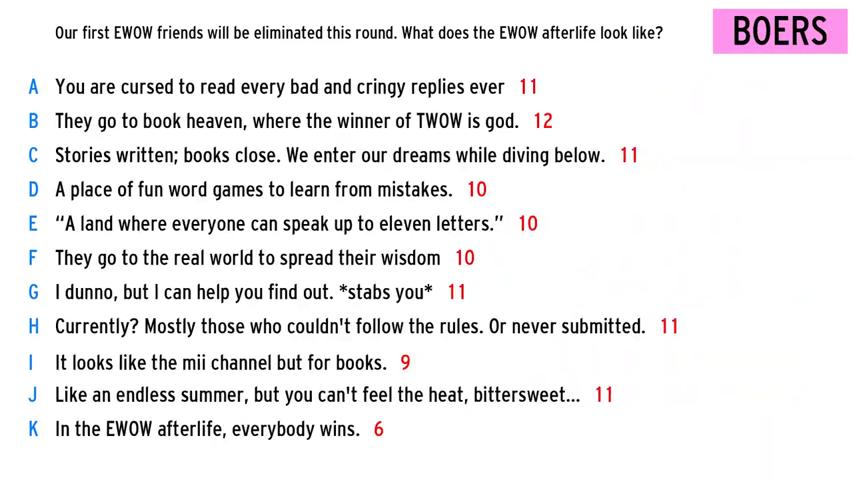 Our first EWOW friends will be eliminated this round. What does the EWOW afterlife look like?
BOERS
A You are cursed to read every bad and cringy replies ever 11
B They go to book heaven, where the winner of TWOW is god. 12
C Stories written; books close. We enter our dreams while diving below. 11
D A place of fun word games to learn from mistakes. 10
E “A land where everyone can speak up to eleven letters.” 10
F They go to the real world to spread their wisdom 10
G I dunno, but I can help you find out. *stabs you* 11
H Currently? Mostly those who couldn't follow the rules. Or never submitted. 11
I It looks like the mii channel but for books. 9
J Like an endless summer, but you can't feel the heat, bittersweet... 11
K In the EWOW afterlife, everybody wins. 6